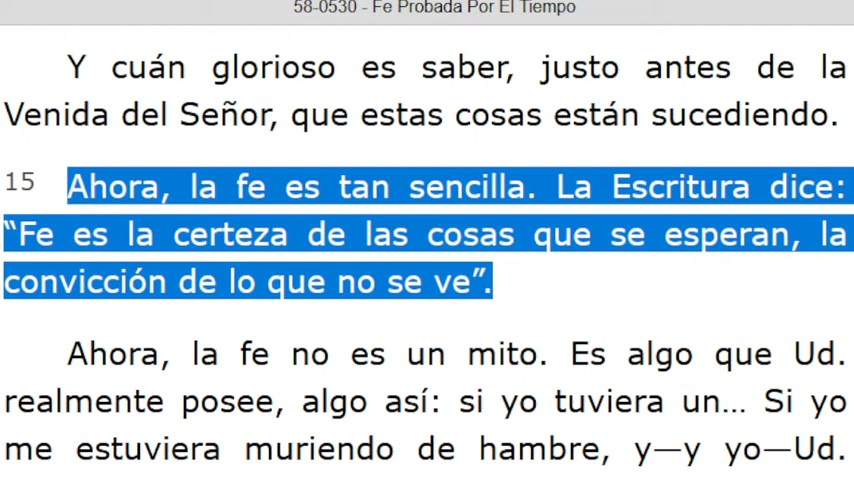 58-0530 - Fe Probada Por El Tiempo
Y cuán glorioso es saber, justo antes de la
Venida del Señor, que estas cosas están sucediendo.
15 Ahora, la fe es tan sencilla. La Escritura dice:
“Fe es la certeza de las cosas que se esperan, la
convicción de lo que no se ve”.
Ahora, la fe no es un mito. Es algo que Ud.
realmente posee, algo así: si yo tuviera un... Si yo
me estuviera muriendo de hambre, y—y yo—Ud.